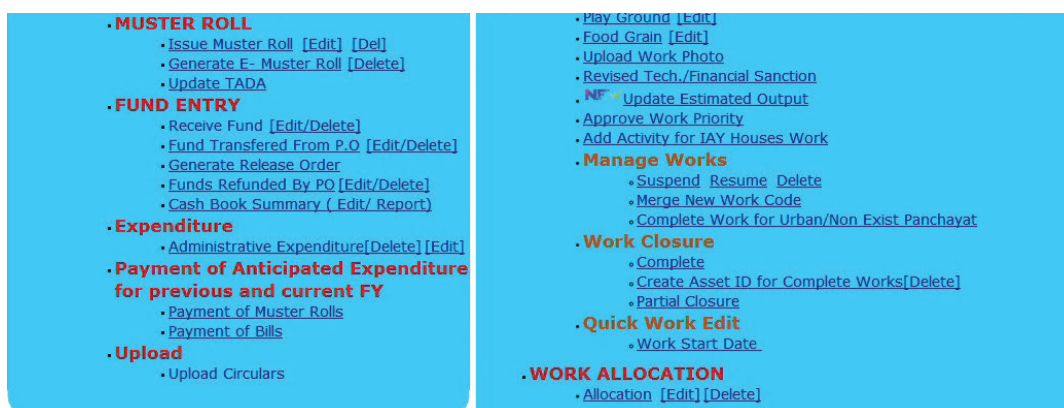 MUSTER ROLL
Issue Muster Roll [Edit] [Del]
Generate E- Muster Roll [Delete]
Update TADA
FUND ENTRY
Receive Fund [Edit/Delete]
Fund Transfered From P.O [Edit/Delete]
Generate Release Order
Funds Refunded By PO [Edit/Delete]
Cash Book Summary ( Edit/ Report)
Expenditure
Administrative Expenditure[Delete] [Edit]
Payment of Anticipated Expenditure
for previous and current FY
Payment of Muster Rolls
Payment of Bills
Upload
Upload Circulars
Play Ground [Edit]
Food Grain [Edit]
Upload Work Photo
Revised Tech./Financial Sanction
Update Estimated Output
Approve Work Priority
Add Activity for IAY Houses Work
Manage Works
Suspend Resume Delete
Merge New Work Code
Complete Work for Urban/Non Exist Panchayat
Work Closure
Complete
Create Asset ID for Complete Works[Delete]
Partial Closure
Quick Work Edit
Work Start Date
WORK ALLOCATION
Allocation [Edit] [Delete]